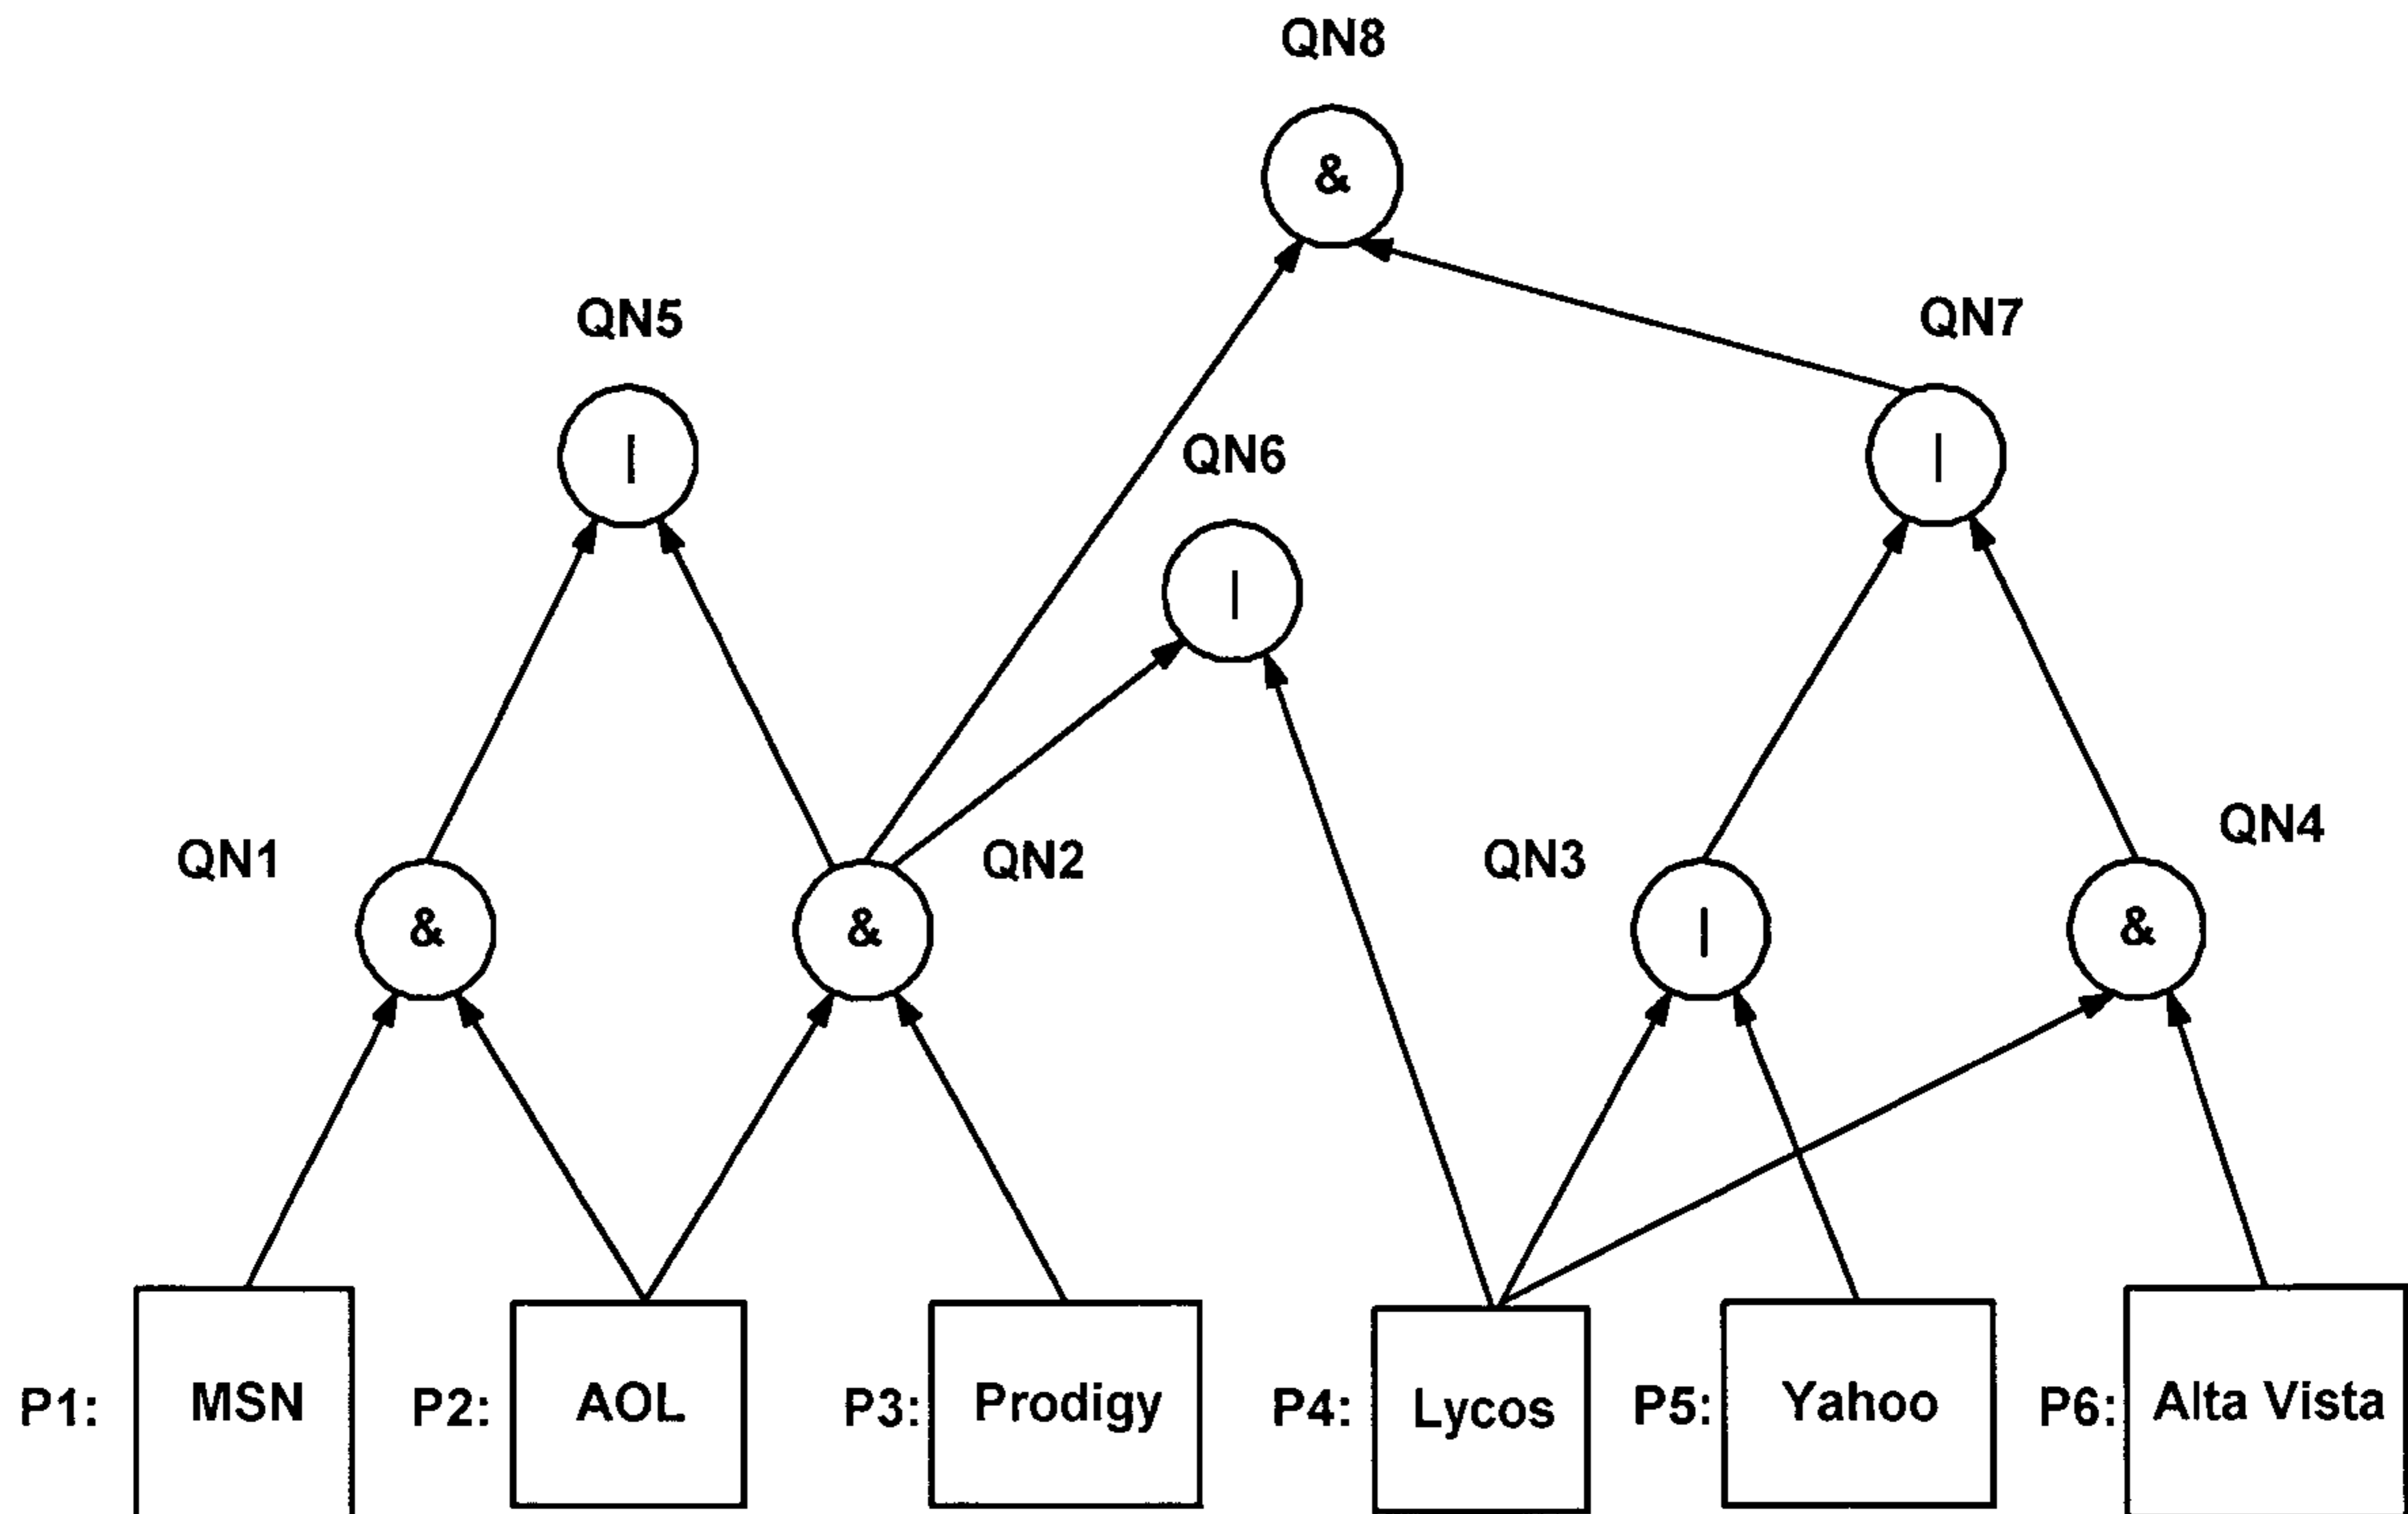 QN8
&
QN5
QN7
|
QN6
|
|
QN1
QN2
QN3
QN4
&
&
|
&
P1: MSN
P2: AOL
P3: Prodigy
P4: Lycos
P5: Yahoo
P6: Alta Vista